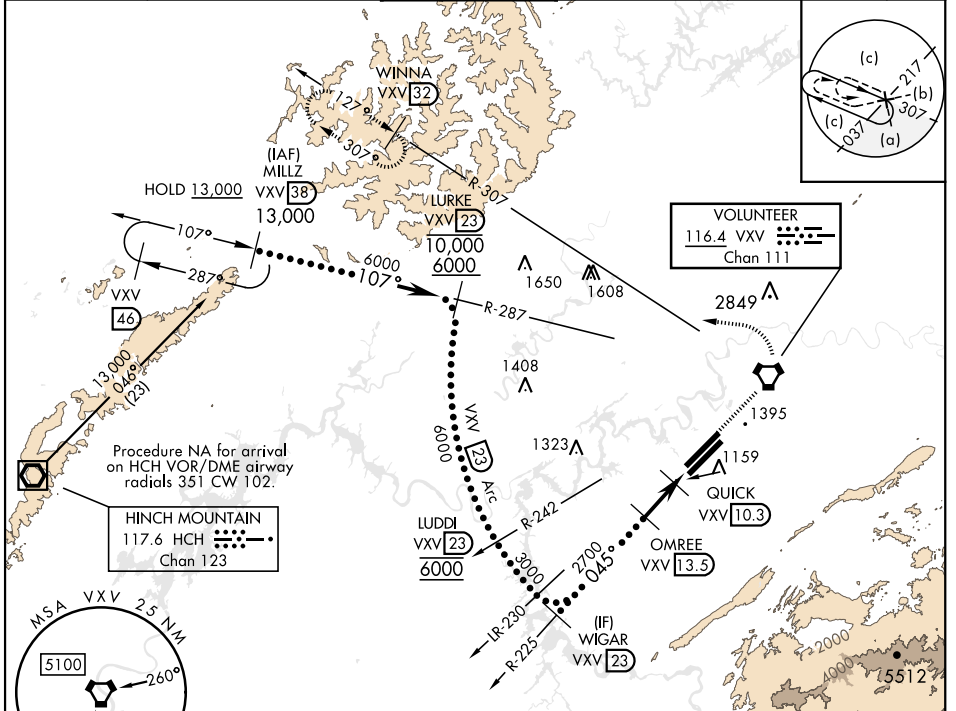 WINNA
VXV 32
127°
307°
(IAF)
MILLZ
VXV 38
13,000
HOLD 13,000
107°
287°
VXV
46
6000
107°
LURKE
VXV 23
10,000
6000
R-307
R-287
(c)
217
(b)
307
(c)
037
(a)
VOLUNTEER
116.4 VXV
Chan 111
1650
1608
2849
1408
1395
1323
1159
13,000
046°
(23)
Procedure NA for arrival
on HCH VOR/DME airway
radials 351 CW 102.
HINCH MOUNTAIN
117.6 HCH
Chan 123
6000
VXV
23
Arc
R-242
LUDDI
VXV 23
6000
3000
2700
045°
QUICK
VXV 10.3
OMREE
VXV 13.5
LR-230
R-225
(IF)
WIGAR
VXV 23
MSA VXV 25 NM
5100
260°
2000
4000
5512